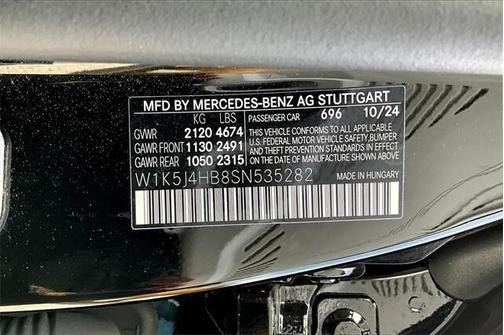 MFD BY MERCEDES-BENZ AG STUTTGART
KG LBS PASSENGER CAR 696 10/24
GVWR 2120 4674 THIS VEHICLE CONFORMS TO ALL APPLICABLE
GAWR FRONT 1130 2491 U.S. FEDERAL MOTOR VEHICLE SAFETY, BUMPER,
GAWR REAR 1050 2315 AND THEFT PREVENTION STANDARDS IN EFFECT
ON THE DATE OF MANUFACTURE SHOWN ABOVE.
W1K5J4HB8SN535282 MADE IN HUNGARY